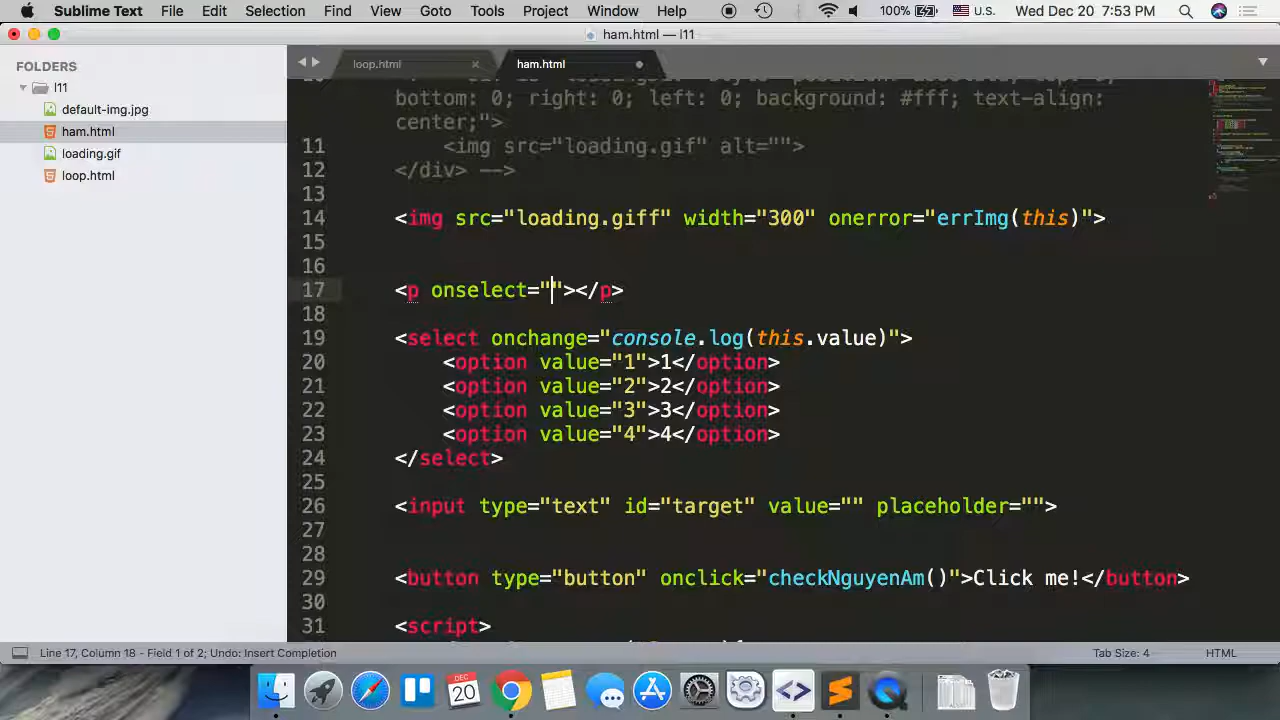 Sublime Text File Edit Selection Find View Goto Tools Project Window Help 100% U.S. Wed Dec 20 7:53 PM
ham.html — l11
FOLDERS
l11
default-img.jpg
ham.html
loading.gif
loop.html
loop.html ×
ham.html
bottom: 0; right: 0; left: 0; background: #fff; text-align:
center;">
11 <img src="loading.gif" alt="">
12 </div> -->
13
14 <img src="loading.giff" width="300" onerror="errImg(this)">
15
16
17 <p onselect=""></p>
18
19 <select onchange="console.log(this.value)">
20 <option value="1">1</option>
21 <option value="2">2</option>
22 <option value="3">3</option>
23 <option value="4">4</option>
24 </select>
25
26 <input type="text" id="target" value="" placeholder="">
27
28
29 <button type="button" onclick="checkNguyenAm()">Click me!</button>
30
31 <script>
Line 17, Column 18 - Field 1 of 2; Undo: Insert Completion Tab Size: 4 HTML
DEC
20